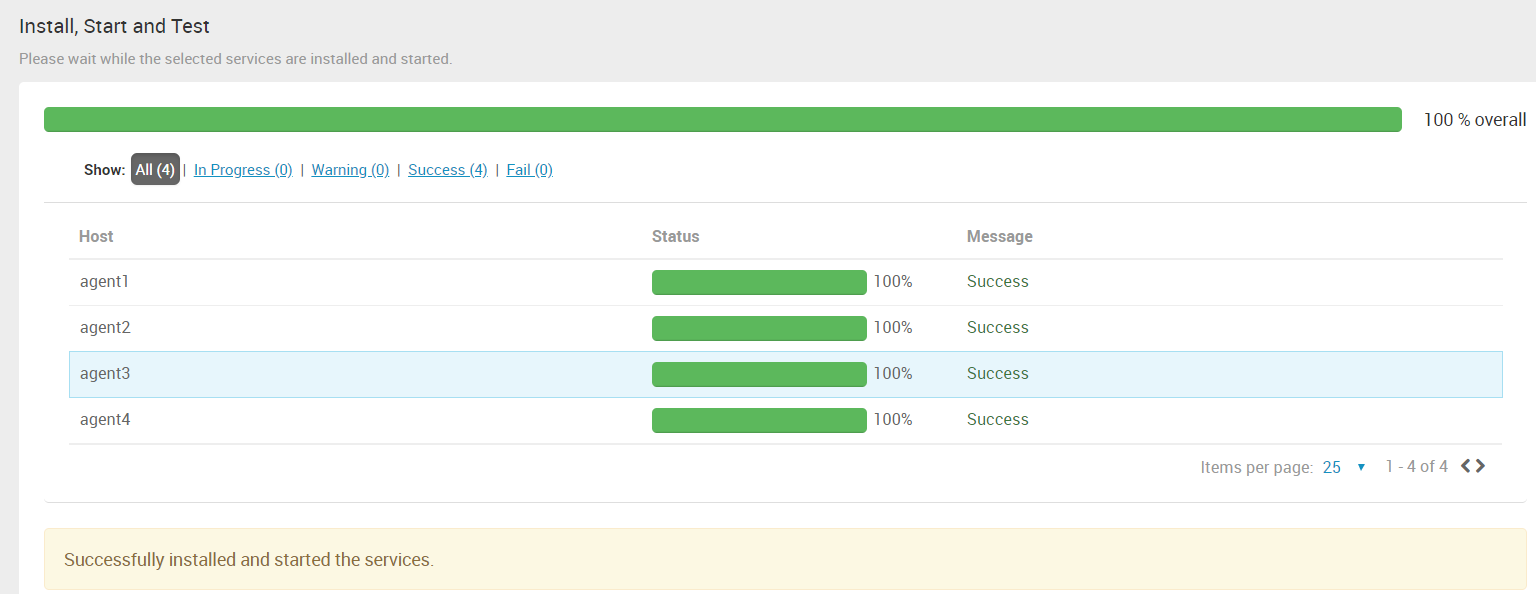 Install, Start and Test
Please wait while the selected services are installed and started.
100 % overall
Show: All (4) | In Progress (0) | Warning (0) | Success (4) | Fail (0)
Host Status Message
agent1 100% Success
agent2 100% Success
agent3 100% Success
agent4 100% Success
Items per page: 25 1 - 4 of 4
Successfully installed and started the services.